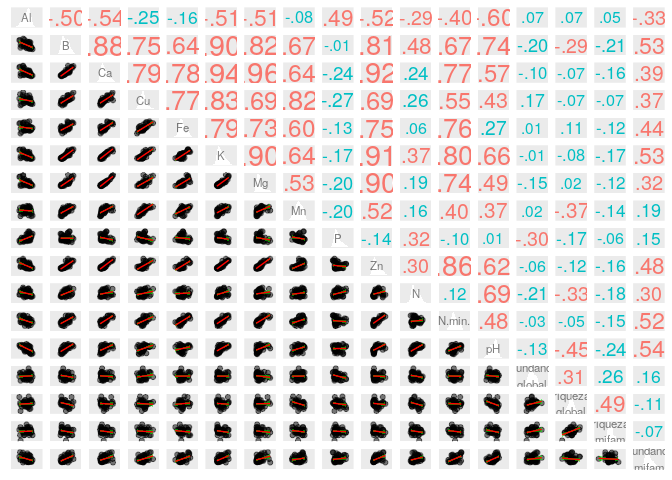 Al -.50 -.54 -.25 -.16 -.51 -.51 -.08 .49 -.52 -.29 -.40 -.60 .07 .07 .05 -.33
B .88 .75 .64 .90 .82 .67 -.01 .81 .48 .67 .74 -.20 -.29 -.21 .53
Ca .79 .78 .94 .96 .64 -.24 .92 .24 .77 .57 -.10 -.07 -.16 .39
Cu .77 .83 .69 .82 -.27 .69 .26 .55 .43 .17 -.07 -.07 .37
Fe .79 .73 .60 -.13 .75 .06 .76 .27 .01 .11 -.12 .44
K .90 .64 -.17 .91 .37 .80 .66 -.01 -.08 -.17 .53
Mg .53 -.20 .90 .19 .74 .49 -.15 .02 -.12 .32
Mn -.20 .52 .16 .40 .37 .02 -.37 -.14 .19
P -.14 .32 -.10 .01 -.30 -.17 -.06 .15
Zn .30 .86 .62 -.06 -.12 -.16 .48
N .12 .69 -.21 -.33 -.18 .30
N.min. .48 -.03 -.05 -.15 .52
pH -.13 -.45 -.24 .54
undanc
global .31 .26 .16
iqueza
global .49 -.11
iqueza
mifam -.07
undanc